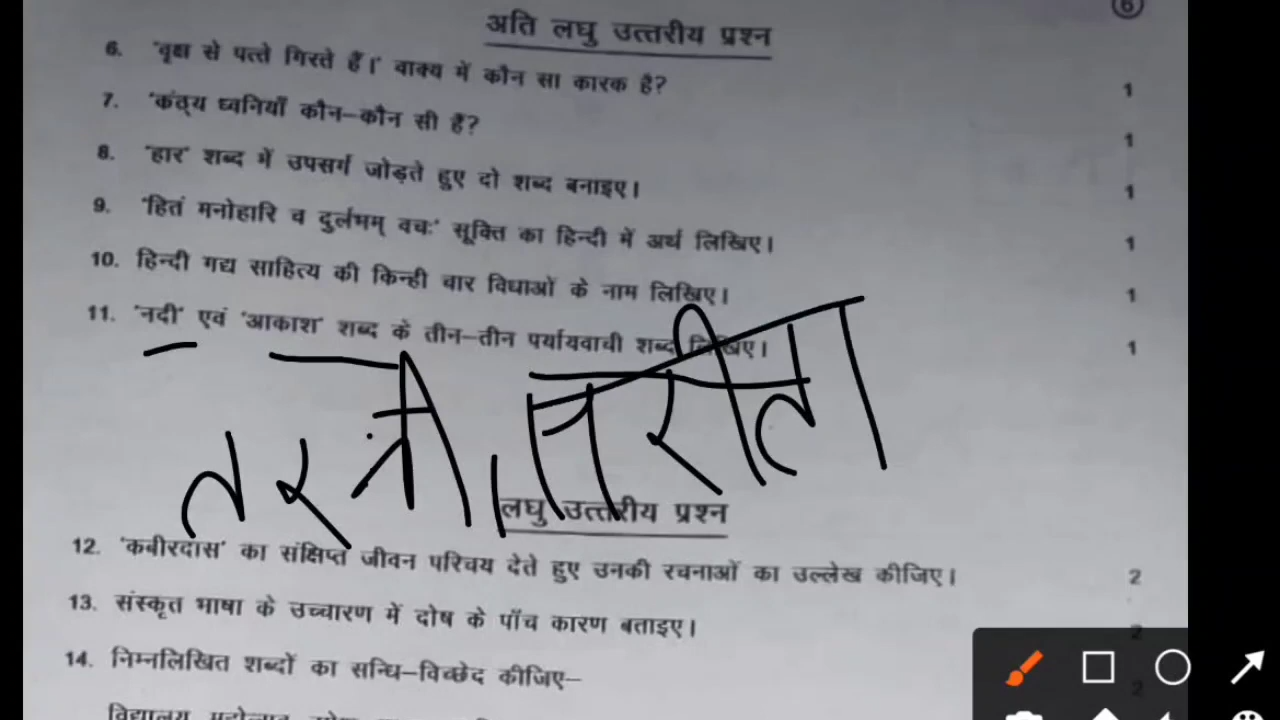 6
अति लघु उत्तरीय प्रश्न
6. 'वृक्ष से पत्ते गिरते हैं।' वाक्य में कौन सा कारक है? 1
7. 'कंठ्य ध्वनियाँ कौन-कौन सी हैं? 1
8. 'हार' शब्द में उपसर्ग जोड़ते हुए दो शब्द बनाइए। 1
9. 'हितं मनोहारि च दुर्लभम् वचः' सूक्ति का हिन्दी में अर्थ लिखिए। 1
10. हिन्दी गद्य साहित्य की किन्ही चार विधाओं के नाम लिखिए। 1
11. 'नदी' एवं 'आकाश' शब्द के तीन-तीन पर्यायवाची शब्द लिखिए। 1
लघु उत्तरीय प्रश्न
12. 'कबीरदास' का संक्षिप्त जीवन परिचय देते हुए उनकी रचनाओं का उल्लेख कीजिए। 2
13. संस्कृत भाषा के उच्चारण में दोष के पाँच कारण बताइए। 2
14. निम्नलिखित शब्दों का सन्धि-विच्छेद कीजिए- 2